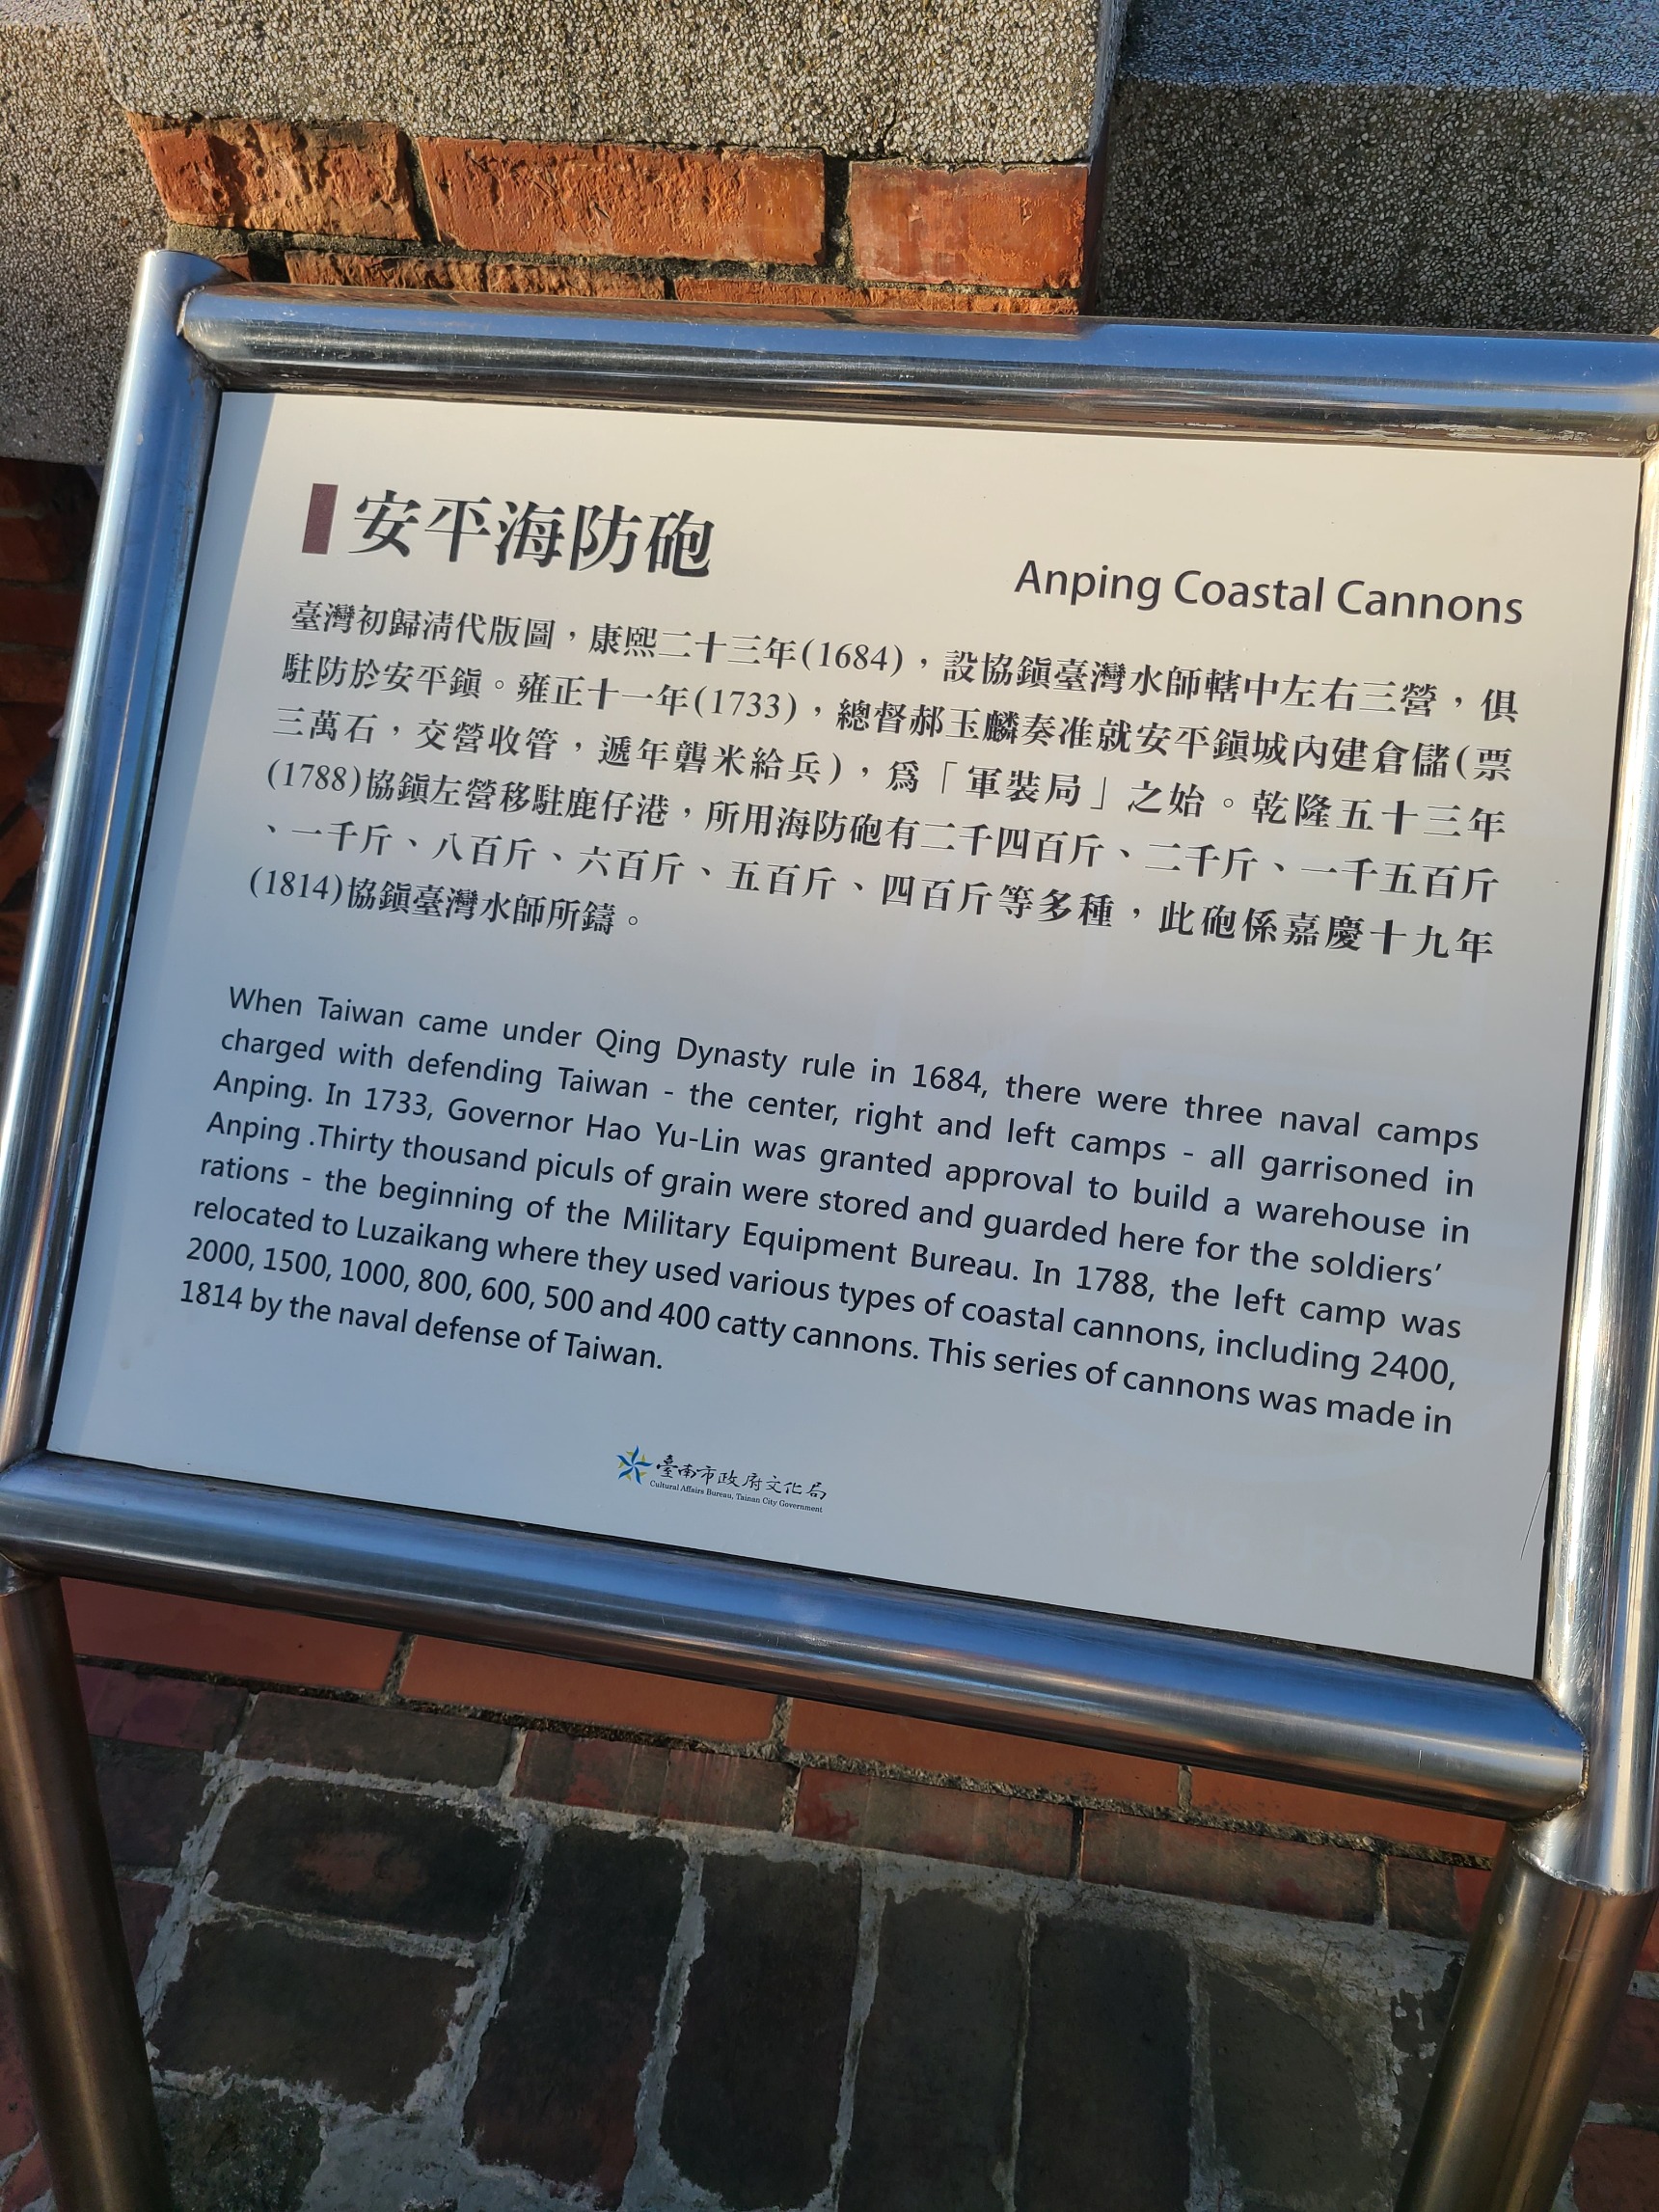 安平海防砲
Anping Coastal Cannons
臺灣初歸清代版圖，康熙二十三年(1684)，設協鎮臺灣水師轄中左右三營，俱
駐防於安平鎮。雍正十一年(1733)，總督郝玉麟奏准就安平鎮城內建倉儲(票
三萬石，交營收管，遞年礱米給兵)，為「軍裝局」之始。乾隆五十三年
(1788)協鎮左營移駐鹿仔港，所用海防砲有二千四百斤、二千斤、一千五百斤
、一千斤、八百斤、六百斤、五百斤、四百斤等多種，此砲係嘉慶十九年
(1814)協鎮臺灣水師所鑄。
When Taiwan came under Qing Dynasty rule in 1684, there were three naval camps
charged with defending Taiwan - the center, right and left camps - all garrisoned in
Anping. In 1733, Governor Hao Yu-Lin was granted approval to build a warehouse in
Anping .Thirty thousand piculs of grain were stored and guarded here for the soldiers’
rations - the beginning of the Military Equipment Bureau. In 1788, the left camp was
relocated to Luzaikang where they used various types of coastal cannons, including 2400,
2000, 1500, 1000, 800, 600, 500 and 400 catty cannons. This series of cannons was made in
1814 by the naval defense of Taiwan.
臺南市政府文化局
Cultural Affairs Bureau, Tainan City Government